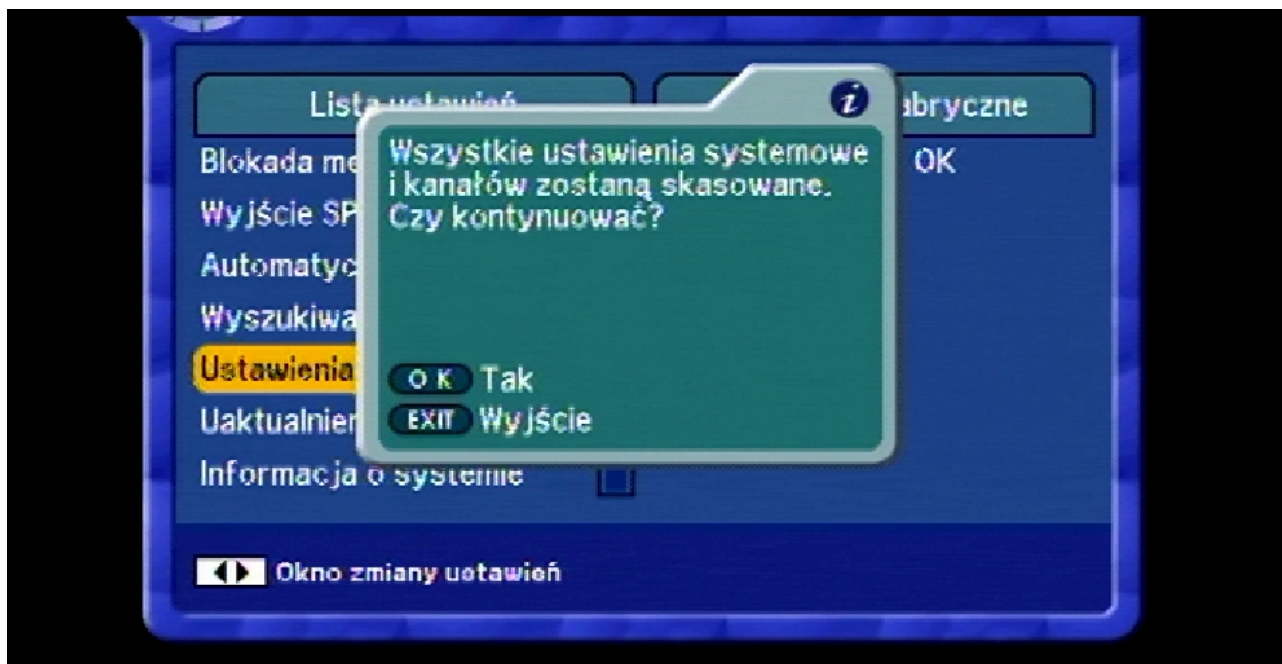 Lista ustawień
abryczne
Blokada me
OK
Wyjście SP
Automatyc
Wyszukiwa
Ustawienia
Uaktualnien
Informacja o systemie
i
Wszystkie ustawienia systemowe
i kanałów zostaną skasowane.
Czy kontynuować?
OK Tak
EXIT Wyjście
Okno zmiany ustawień